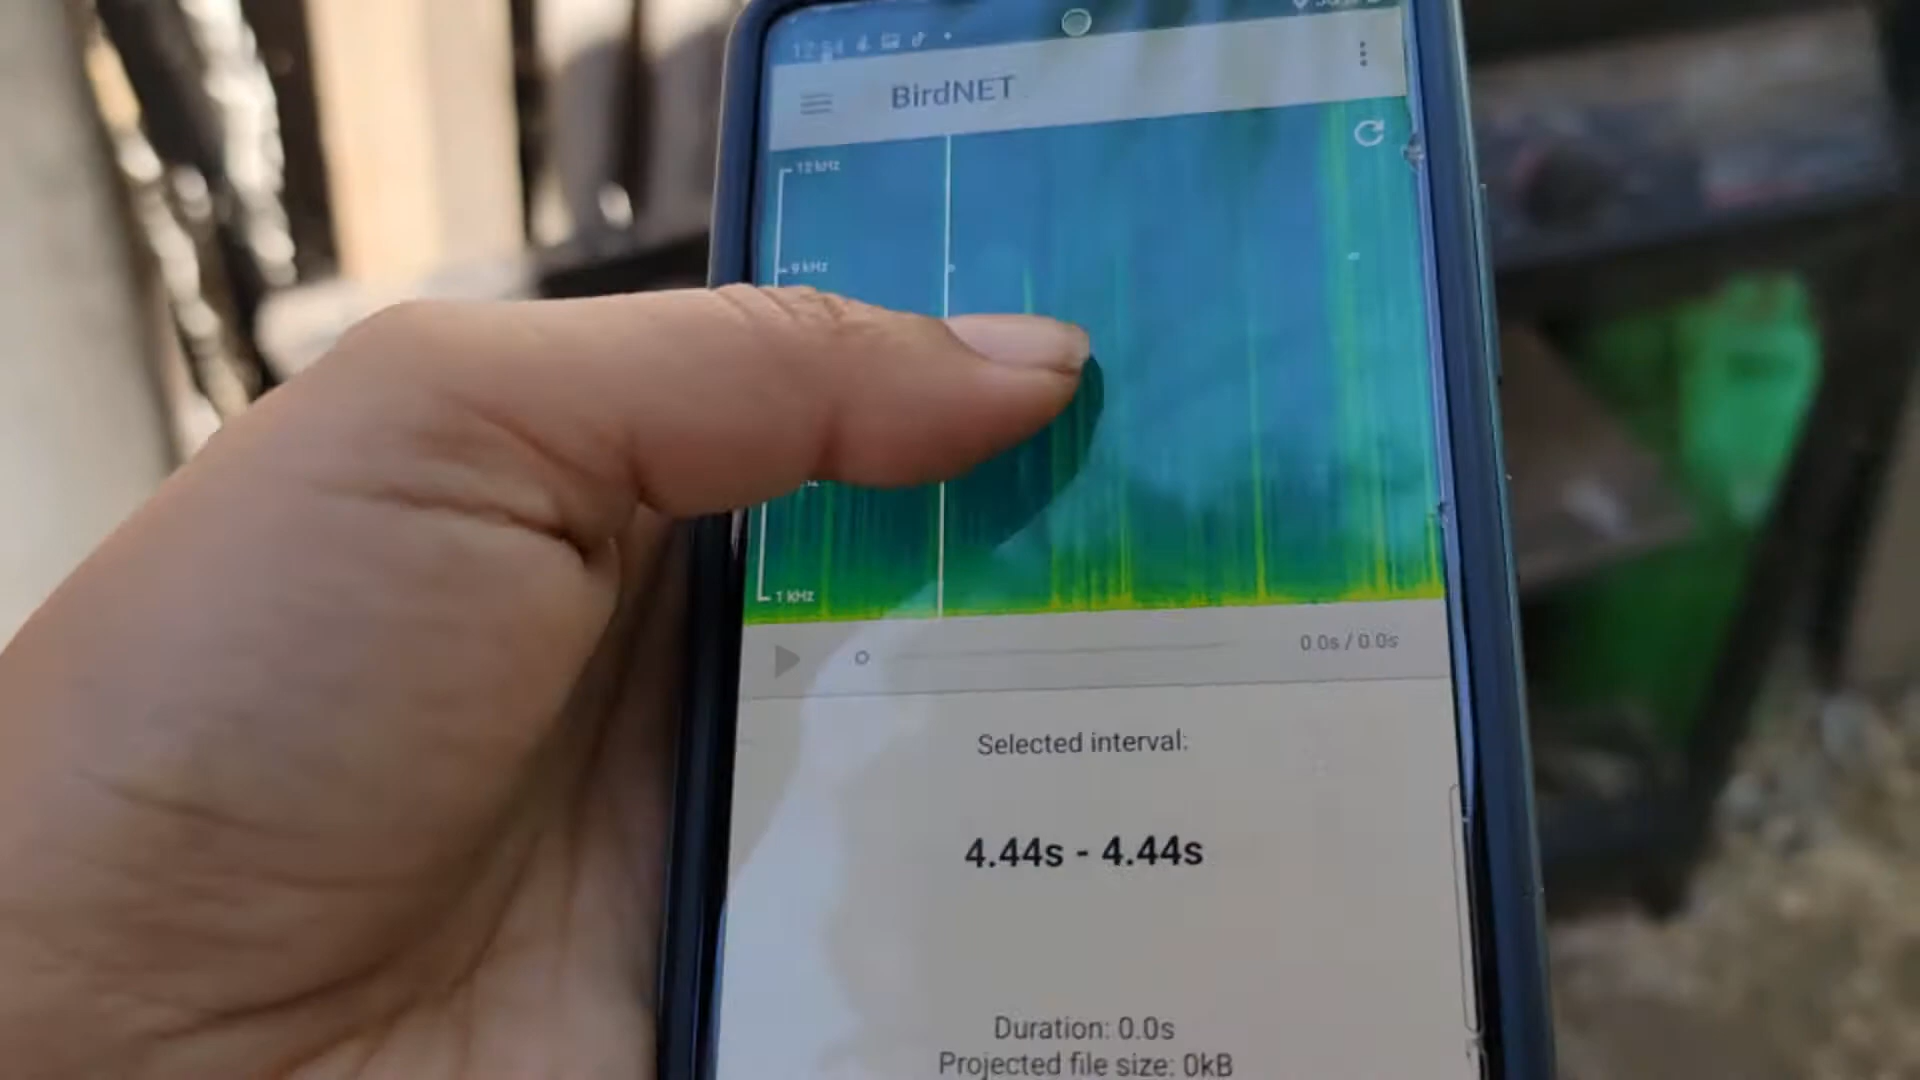 BirdNET
12 kHz
9 kHz
1 kHz
0.0s / 0.0s
Selected interval:
4.44s - 4.44s
Duration: 0.0s
Projected file size: 0kB